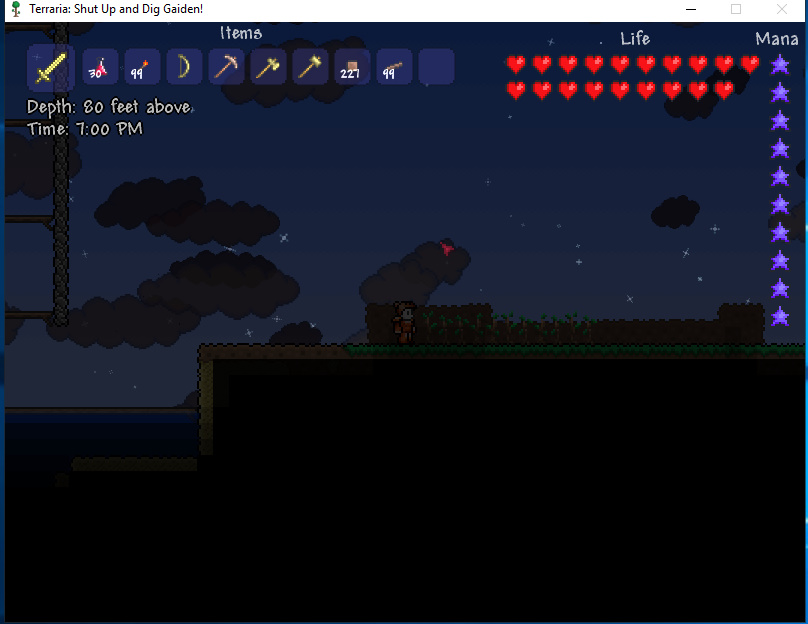 Terraria: Shut Up and Dig Gaiden!
Items
Life
Mana
30
99
227
99
Depth: 80 feet above
Time: 7:00 PM